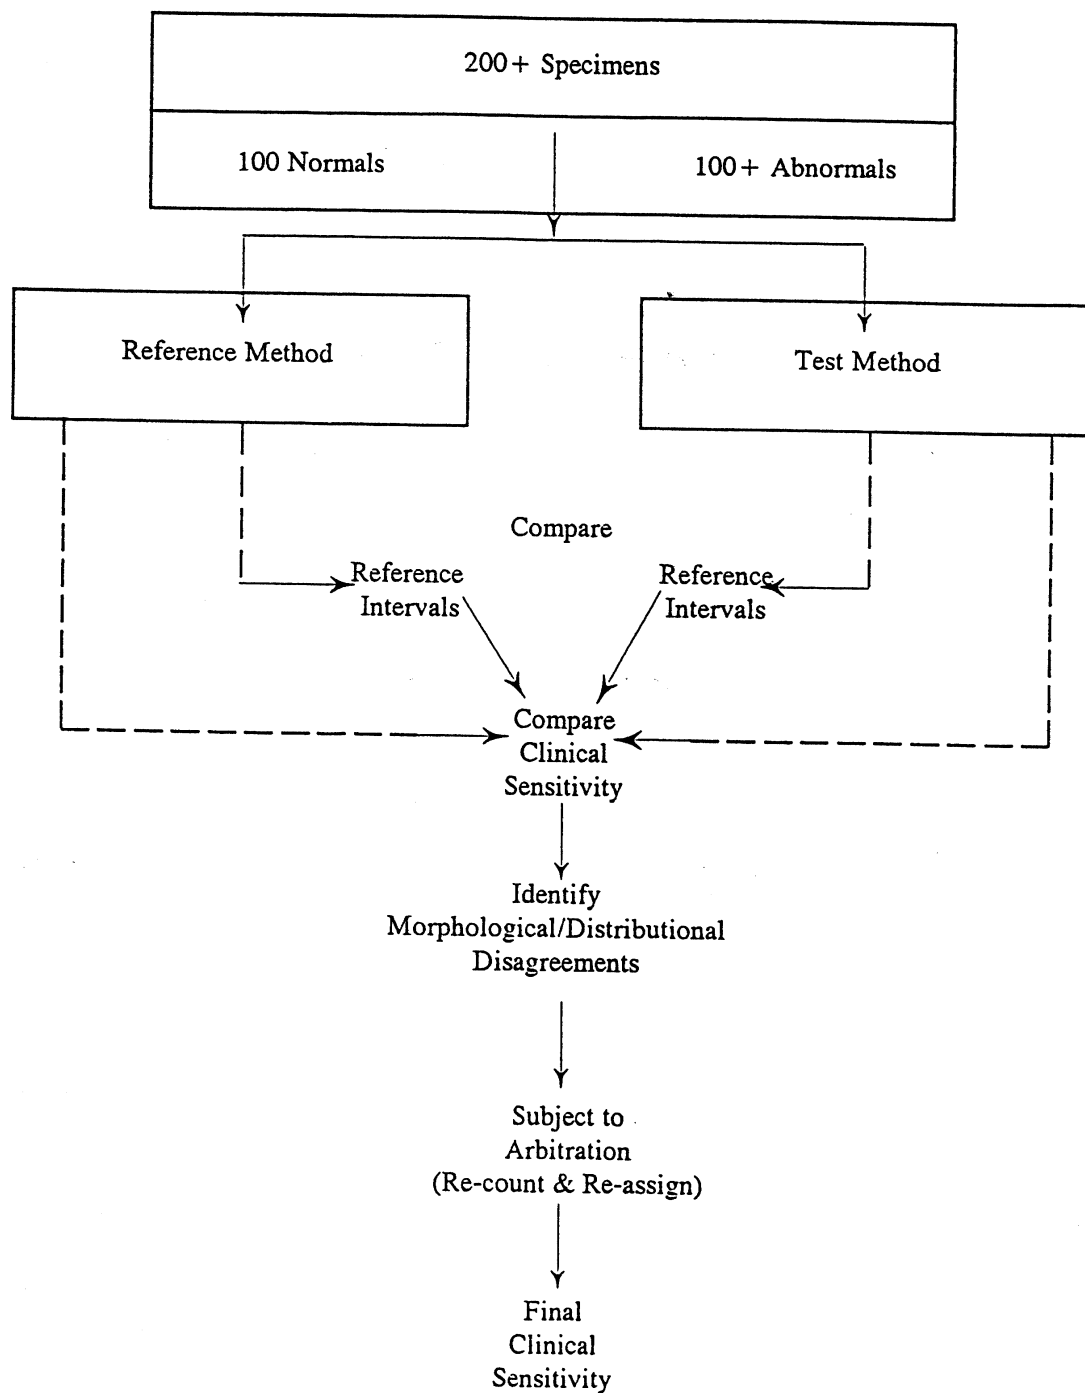 200+ Specimens
100 Normals
100+ Abnormals
Reference Method
Test Method
Compare
Reference
Intervals
Reference
Intervals
Compare
Clinical
Sensitivity
Identify
Morphological/Distributional
Disagreements
Subject to
Arbitration
(Re-count & Re-assign)
Final
Clinical
Sensitivity